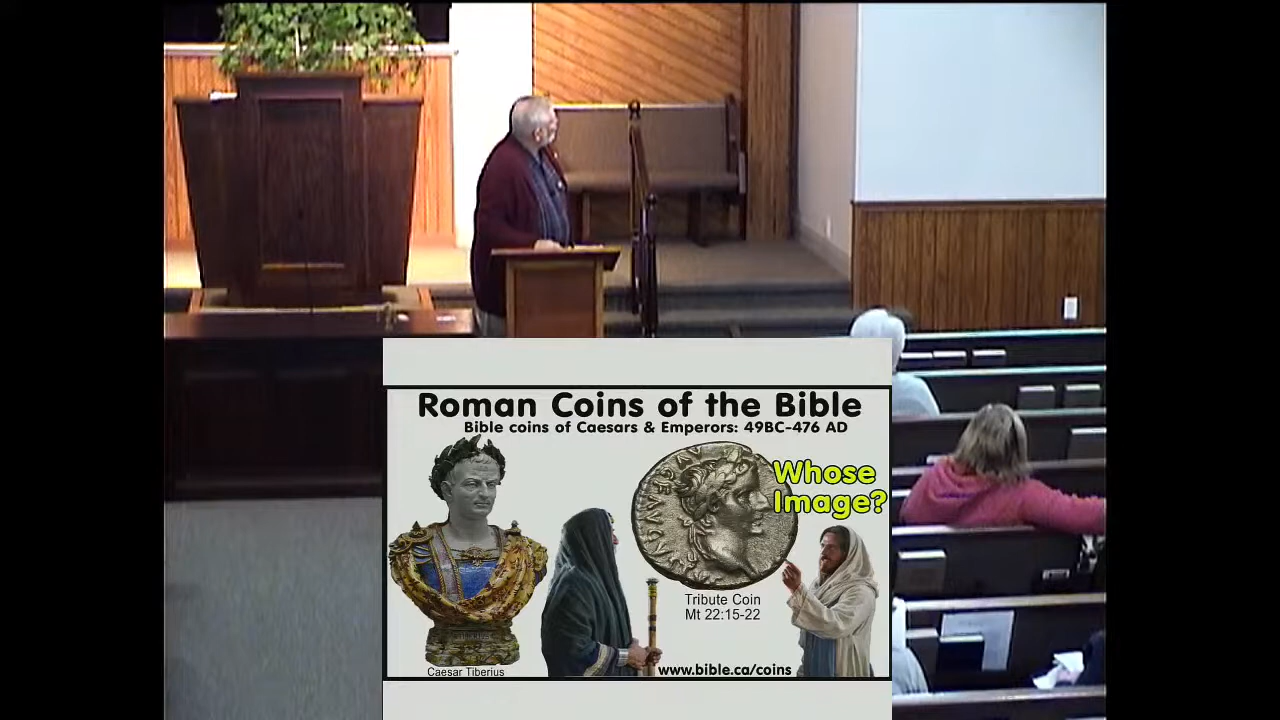 Roman Coins of the Bible
Bible coins of Caesars & Emperors: 49BC-476 AD
Whose
Image?
Tribute Coin
Mt 22:15-22
Caesar Tiberius
www.bible.ca/coins